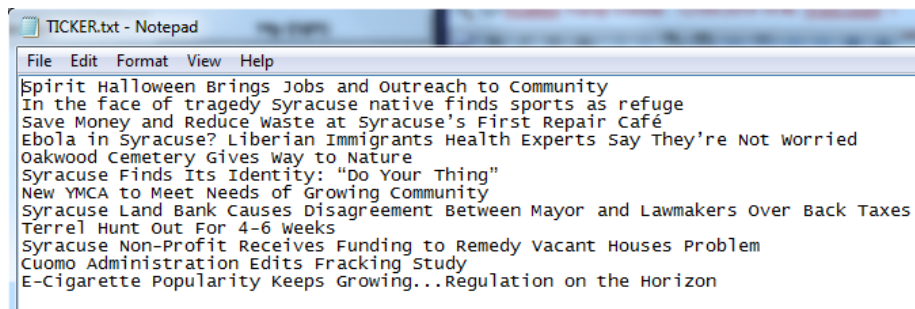 TICKER.txt - Notepad
File Edit Format View Help
Spirit Halloween Brings Jobs and Outreach to Community
In the face of tragedy Syracuse native finds sports as refuge
Save Money and Reduce Waste at Syracuse’s First Repair Café
Ebola in Syracuse? Liberian Immigrants Health Experts Say They’re Not Worried
Oakwood Cemetery Gives Way to Nature
Syracuse Finds Its Identity: “Do Your Thing”
New YMCA to Meet Needs of Growing Community
Syracuse Land Bank Causes Disagreement Between Mayor and Lawmakers Over Back Taxes
Terrel Hunt Out For 4-6 Weeks
Syracuse Non-Profit Receives Funding to Remedy Vacant Houses Problem
Cuomo Administration Edits Fracking Study
E-Cigarette Popularity Keeps Growing...Regulation on the Horizon